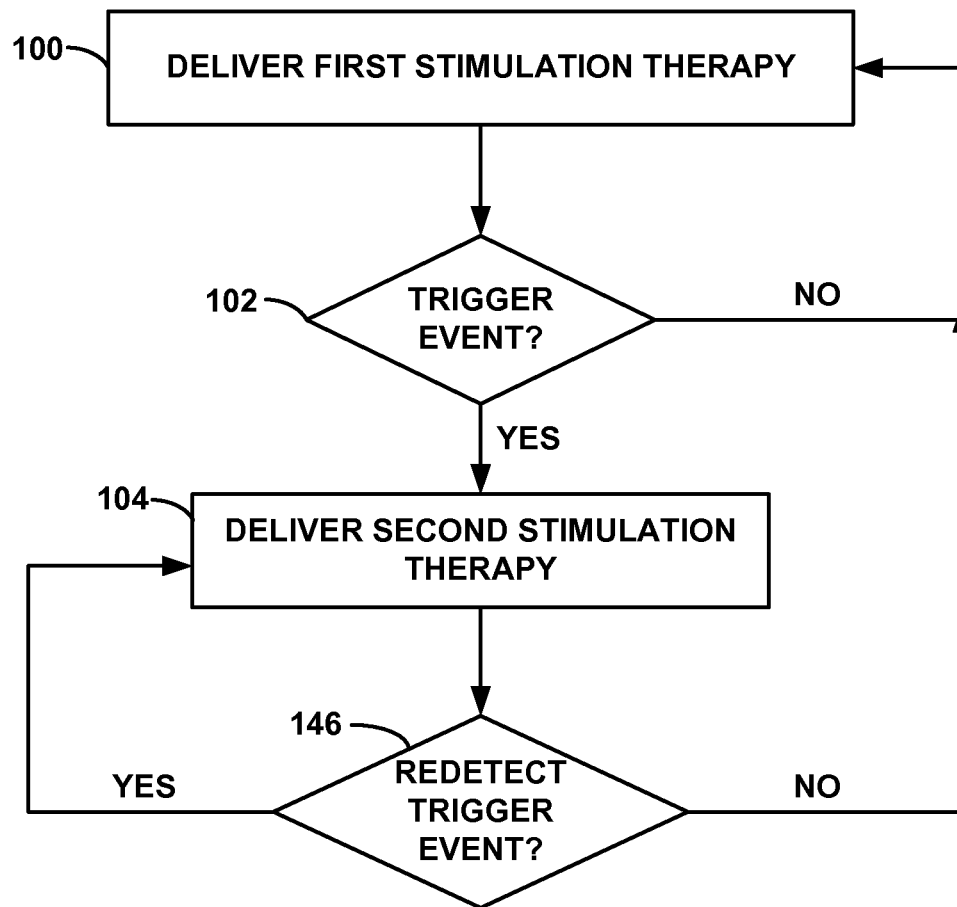 100
DELIVER FIRST STIMULATION THERAPY
102
TRIGGER
EVENT?
NO
YES
104
DELIVER SECOND STIMULATION
THERAPY
146
REDETECT
TRIGGER
EVENT?
YES
NO